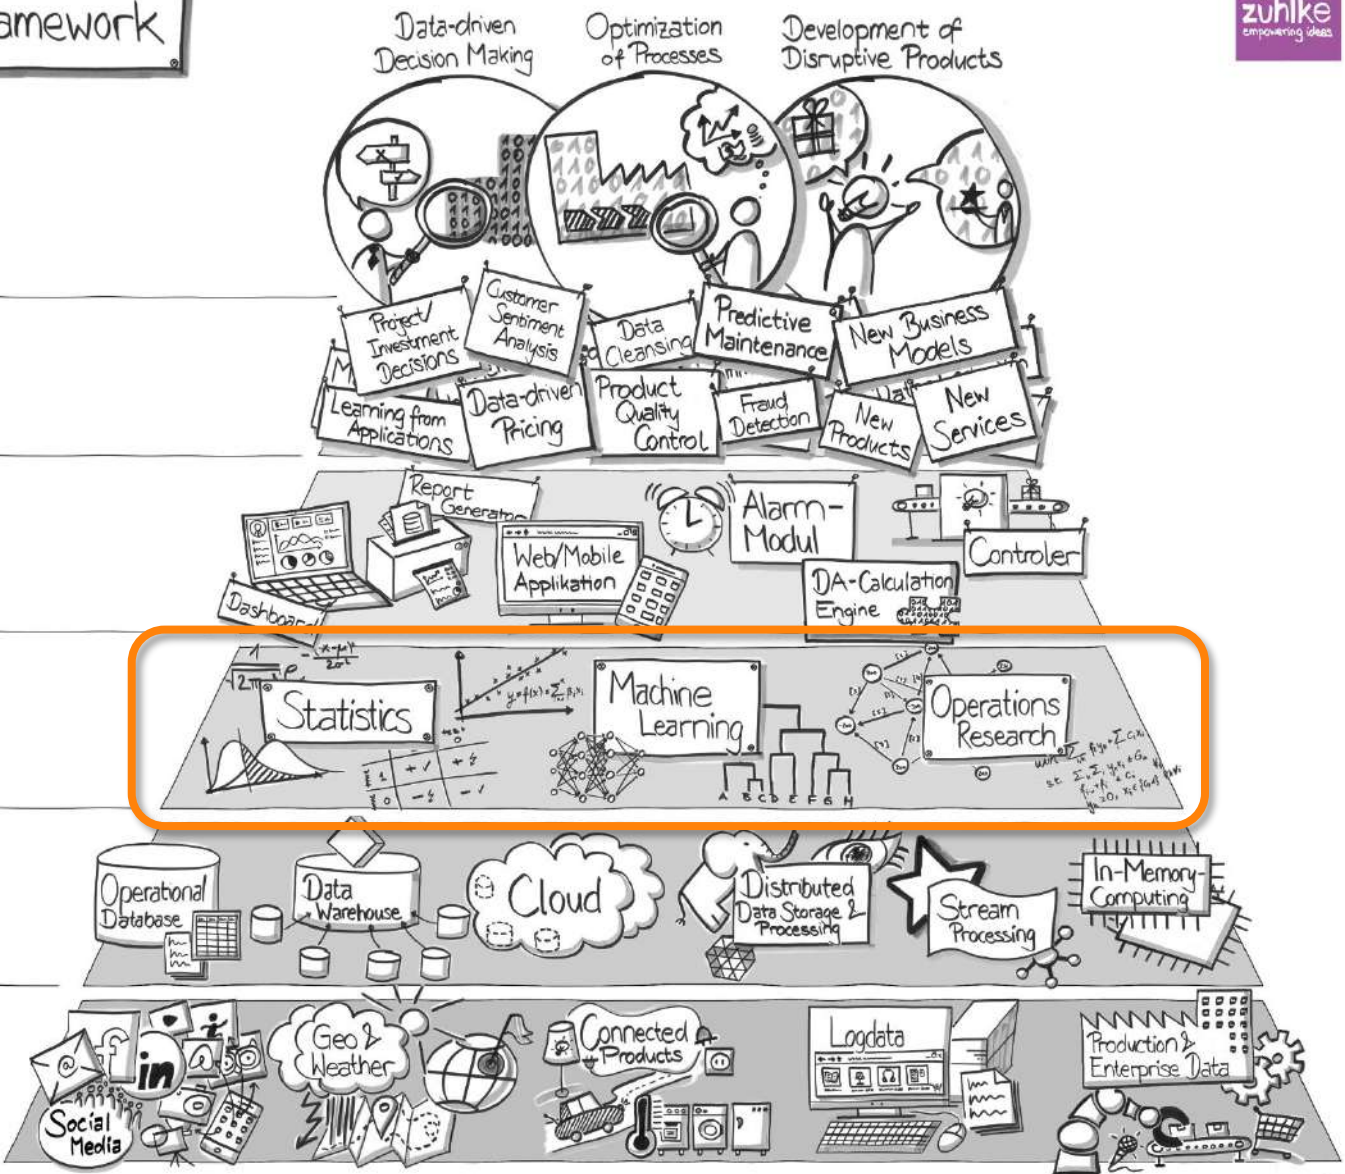 amework
zuhlke
empowering ideas
Data-driven
Decision Making
Optimization
of Processes
Development of
Disruptive Products
Project/
Investment
Decisions
Customer
Sentiment
Analysis
Data
Cleansing
Predictive
Maintenance
New Business
Models
Learning from
Applications
Data-driven
Pricing
Product
Quality
Control
Fraud
Detection
New
Products
New
Services
Report
Generator
Dashboard
Web/Mobile
Applikation
Alarm-
Modul
DA-Calculation
Engine
Controler
Statistics
Machine
Learning
A B C D E F G H
Operations
Research
Operational
Database
Data
Warehouse
Cloud
Distributed
Data Storage &
Processing
Stream
Processing
In-Memory-
Computing
Social
Media
f
in
@
Geo &
Weather
Connected
Products
Logdata
Production &
Enterprise Data